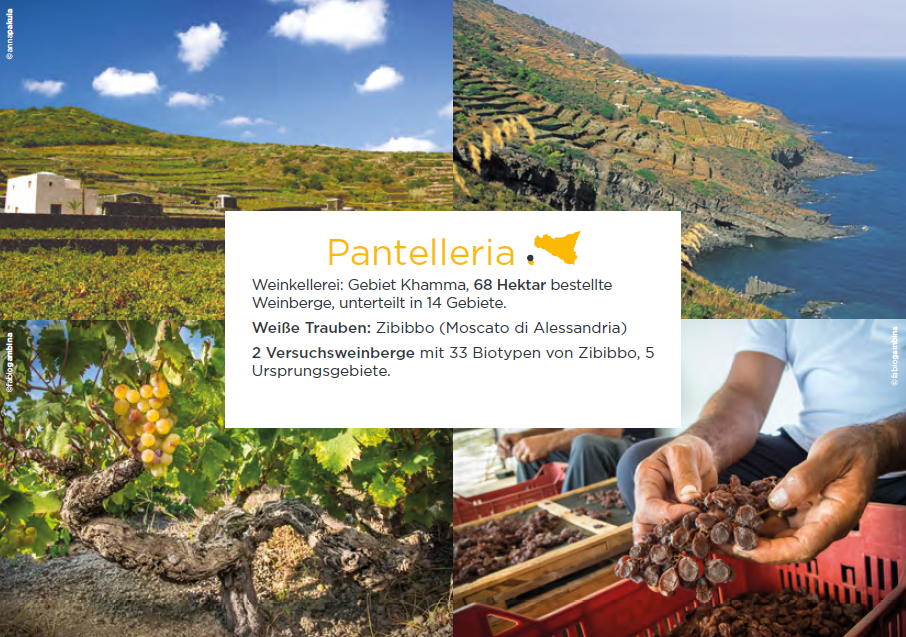 ©annapakula
Pantelleria
Weinkellerei: Gebiet Khamma, 68 Hektar bestellte
Weinberge, unterteilt in 14 Gebiete.
Weiße Trauben: Zibibbo (Moscato di Alessandria)
2 Versuchsweinberge mit 33 Biotypen von Zibibbo, 5
Ursprungsgebiete.
©fabiogambina
©fabiogambina